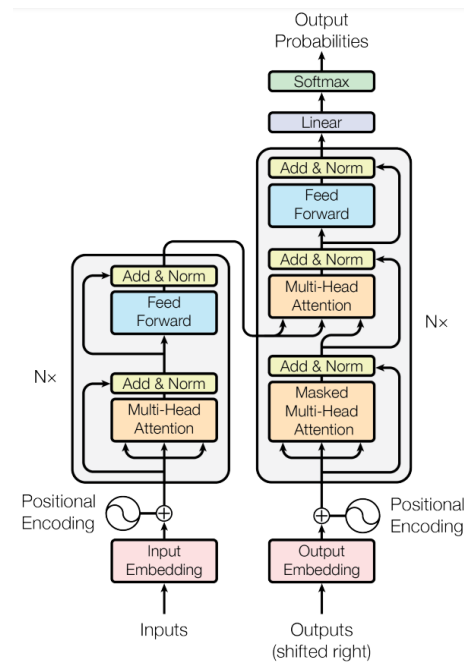 Output
Probabilities
Softmax
Linear
Add & Norm
Feed
Forward
Add & Norm
Multi-Head
Attention
Add & Norm
Masked
Multi-Head
Attention
N×
Add & Norm
Feed
Forward
N×
Add & Norm
Multi-Head
Attention
Positional
Encoding
Positional
Encoding
Input
Embedding
Output
Embedding
Inputs
Outputs
(shifted right)